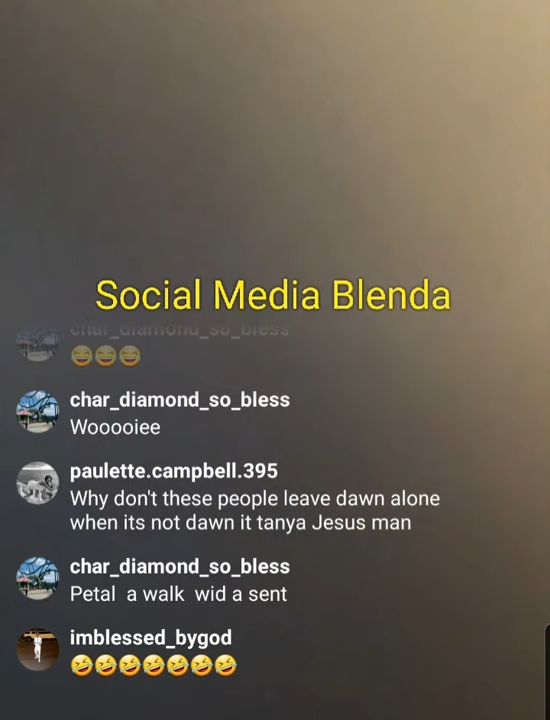 Social Media Blenda
char_diamond_so_bless
😂😂😂
char_diamond_so_bless
Wooooiee
paulette.campbell.395
Why don't these people leave dawn alone
when its not dawn it tanya Jesus man
char_diamond_so_bless
Petal a walk wid a sent
imblessed_bygod
🤣🤣🤣🤣🤣🤣🤣